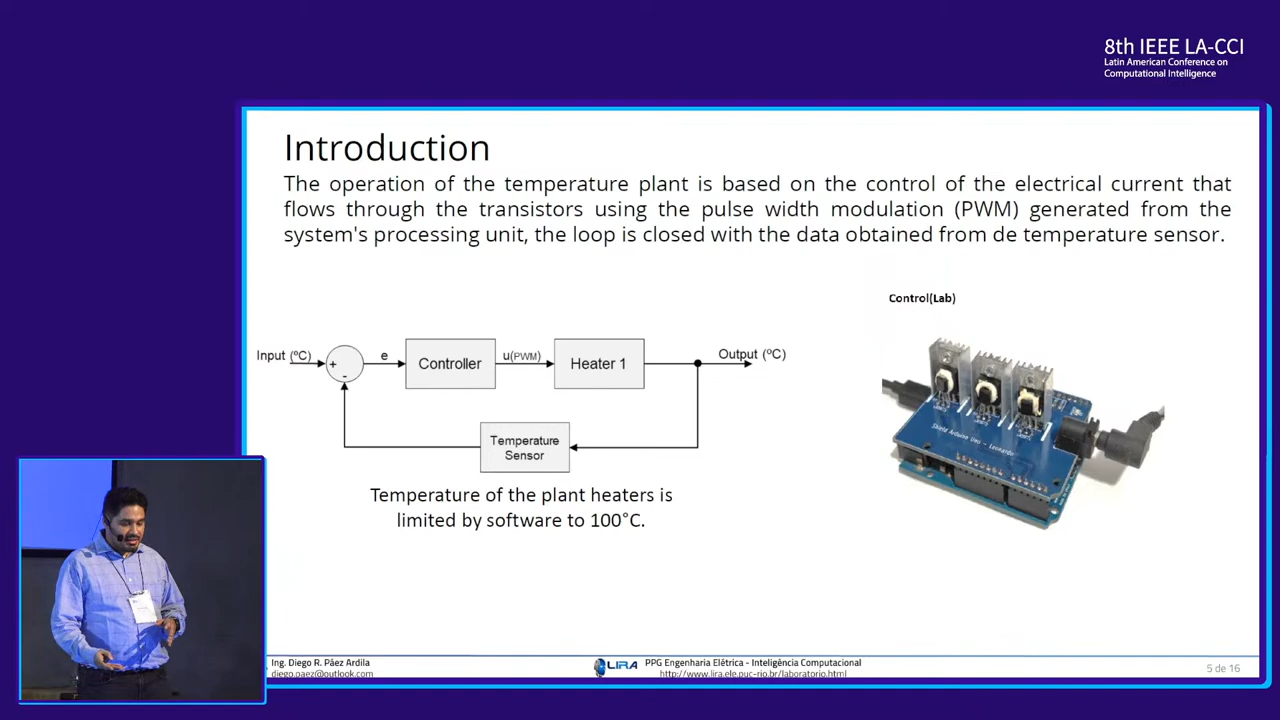 8th IEEE LA-CCI
Latin American Conference on
Computational Intelligence
Introduction
The operation of the temperature plant is based on the control of the electrical current that
flows through the transistors using the pulse width modulation (PWM) generated from the
system's processing unit, the loop is closed with the data obtained from de temperature sensor.
Control(Lab)
Input (ºC)
+
-
e
Controller
u(PWM)
Heater 1
Output (ºC)
Temperature
Sensor
Shield Arduino Uno - Leonardo
Temperature of the plant heaters is
limited by software to 100°C.
Ing. Diego R. Páez Ardila
diego.paez@outlook.com
LIRA
PPG Engenharia Elétrica - Inteligência Computacional
http://www.lira.ele.puc-rio.br/laboratorio.html
5 de 16